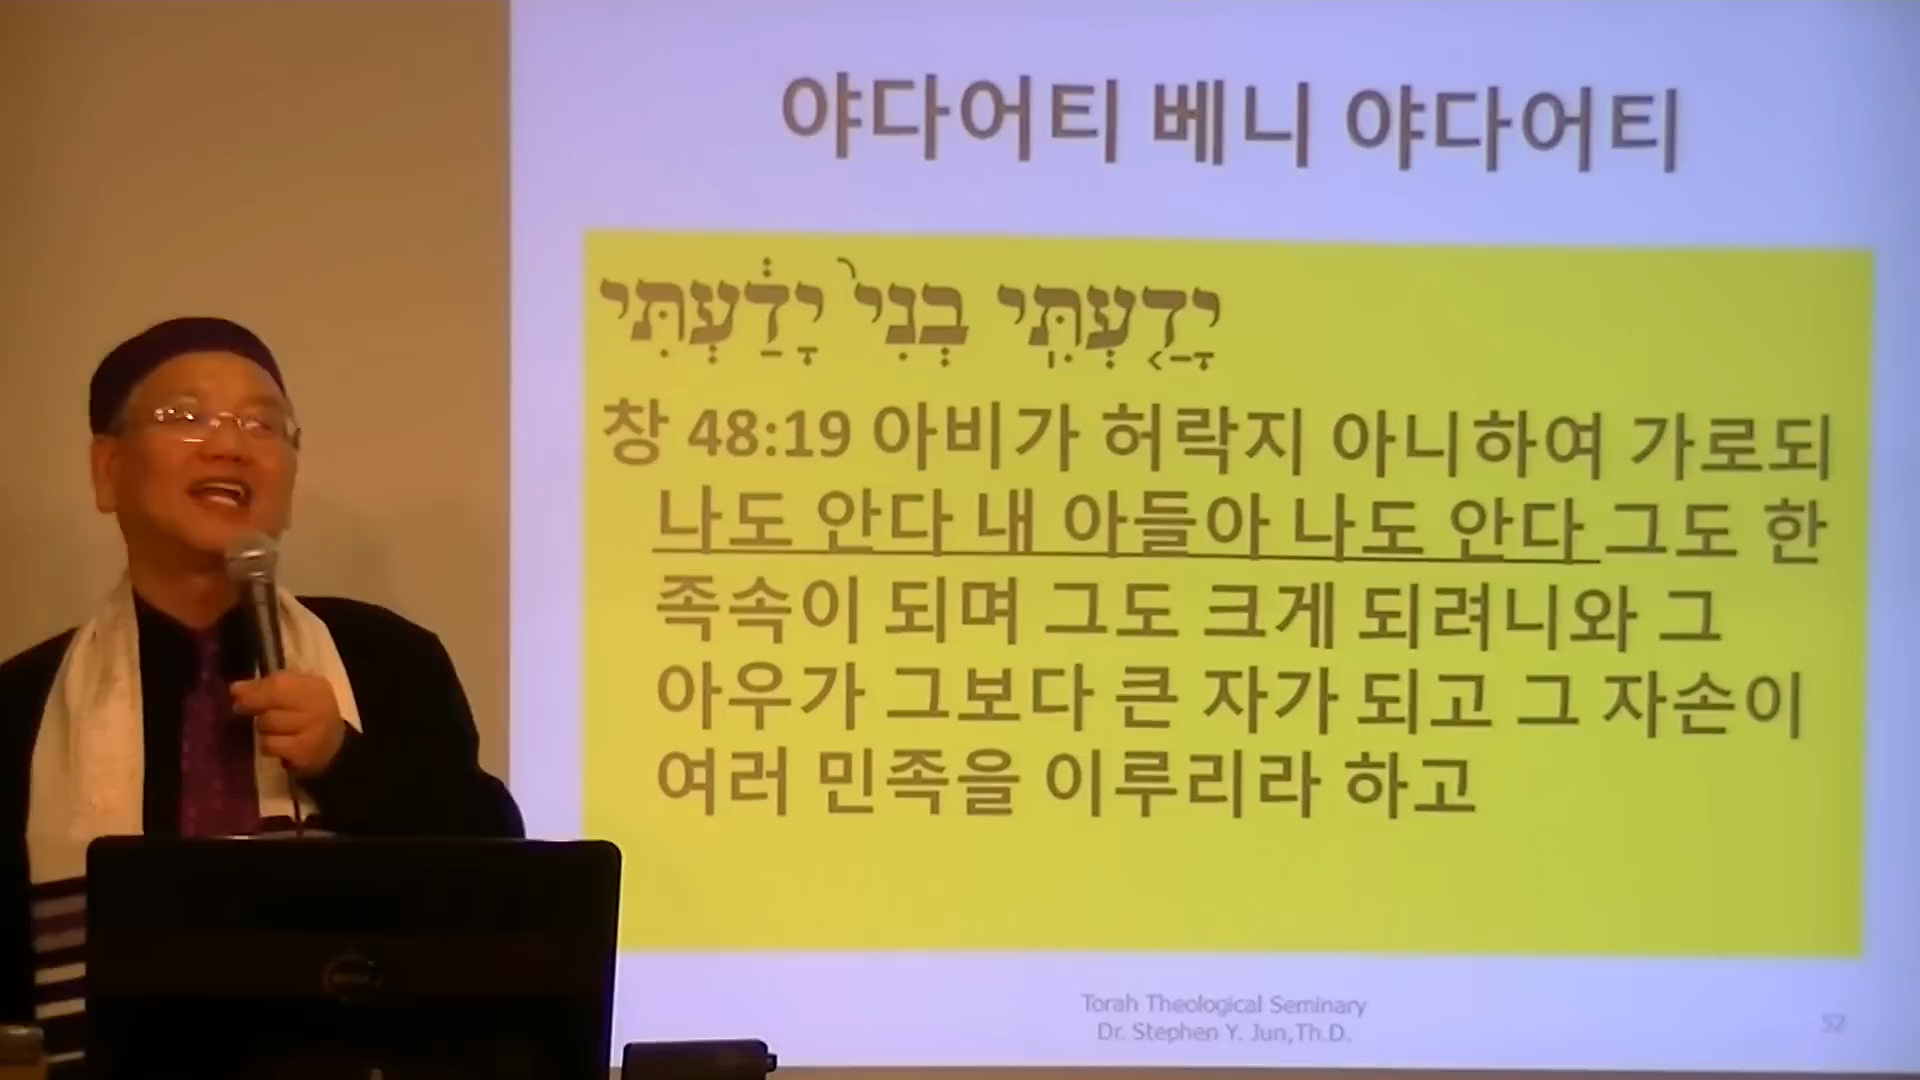 야다어티 베니 야다어티
יָדַ֤עְתִּֽי בְנִי֙ יָדַ֔עְתִּי
창 48:19 아비가 허락지 아니하여 가로되
나도 안다 내 아들아 나도 안다 그도 한
족속이 되며 그도 크게 되려니와 그
아우가 그보다 큰 자가 되고 그 자손이
여러 민족을 이루리라 하고
Torah Theological Seminary
Dr. Stephen Y. Jun,Th.D.
52